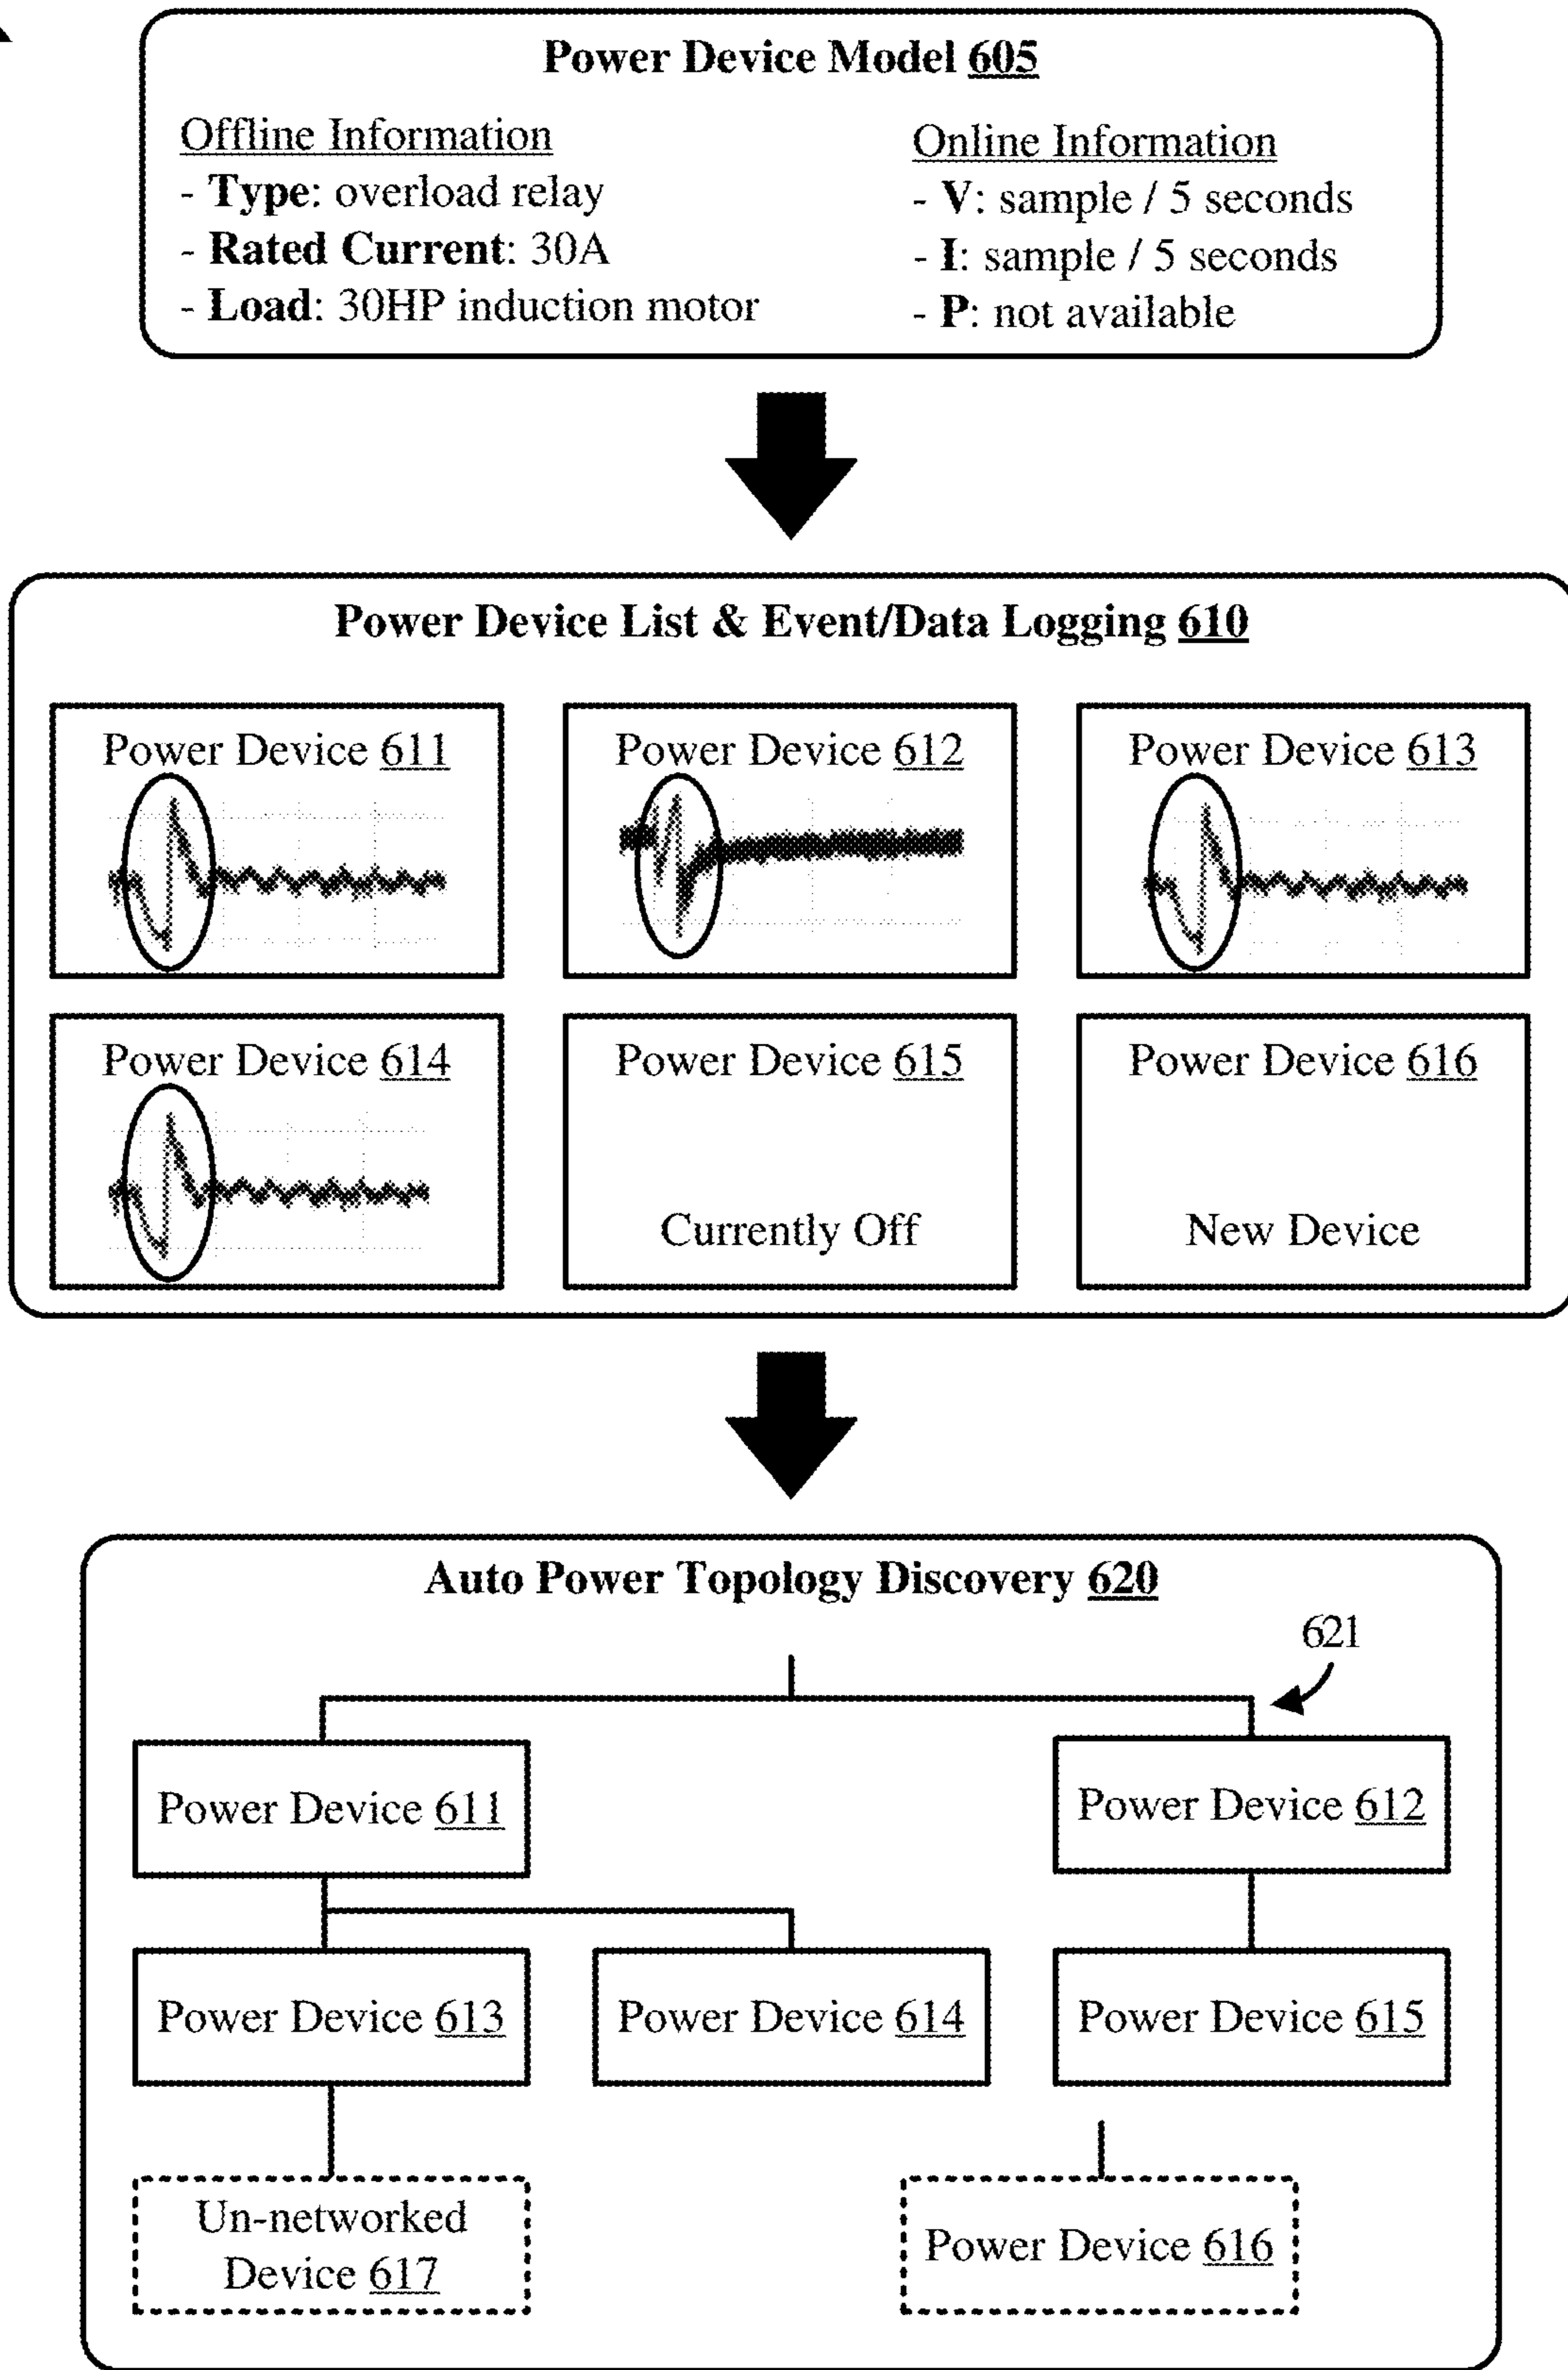 Power Device Model 605
Offline Information
- Type: overload relay
- Rated Current: 30A
- Load: 30HP induction motor
Online Information
- V: sample / 5 seconds
- I: sample / 5 seconds
- P: not available
Power Device List & Event/Data Logging 610
Power Device 611
Power Device 612
Power Device 613
Power Device 614
Power Device 615
Currently Off
Power Device 616
New Device
Auto Power Topology Discovery 620
621
Power Device 611
Power Device 612
Power Device 613
Power Device 614
Power Device 615
Un-networked
Device 617
Power Device 616